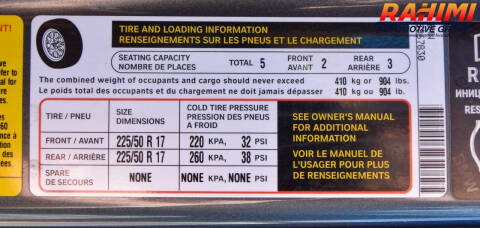 RAHIMI
TIRE AND LOADING INFORMATION
RENSEIGNEMENTS SUR LES PNEUS ET LE CHARGEMENT
SEATING CAPACITY
NOMBRE DE PLACES
TOTAL 5
FRONT
AVANT 2
REAR
ARRIÈRE 3
The combined weight of occupants and cargo should never exceed 410 kg or 904 lbs.
Le poids total des occupants et du chargement ne doit jamais dépasser 410 kg ou 904 lb.
TIRE / PNEU
SIZE
DIMENSIONS
COLD TIRE PRESSURE
PRESSION DES PNEUS
A FROID
FRONT / AVANT 225/50 R 17 220 KPA, 32 PSI
REAR / ARRIÈRE 225/50 R 17 260 KPA, 38 PSI
SPARE
DE SECOURS NONE NONE KPA, NONE PSI
SEE OWNER'S MANUAL
FOR ADDITIONAL
INFORMATION
VOIR LE MANUEL DE
L'USAGER POUR PLUS
DE RENSEIGNEMENTS